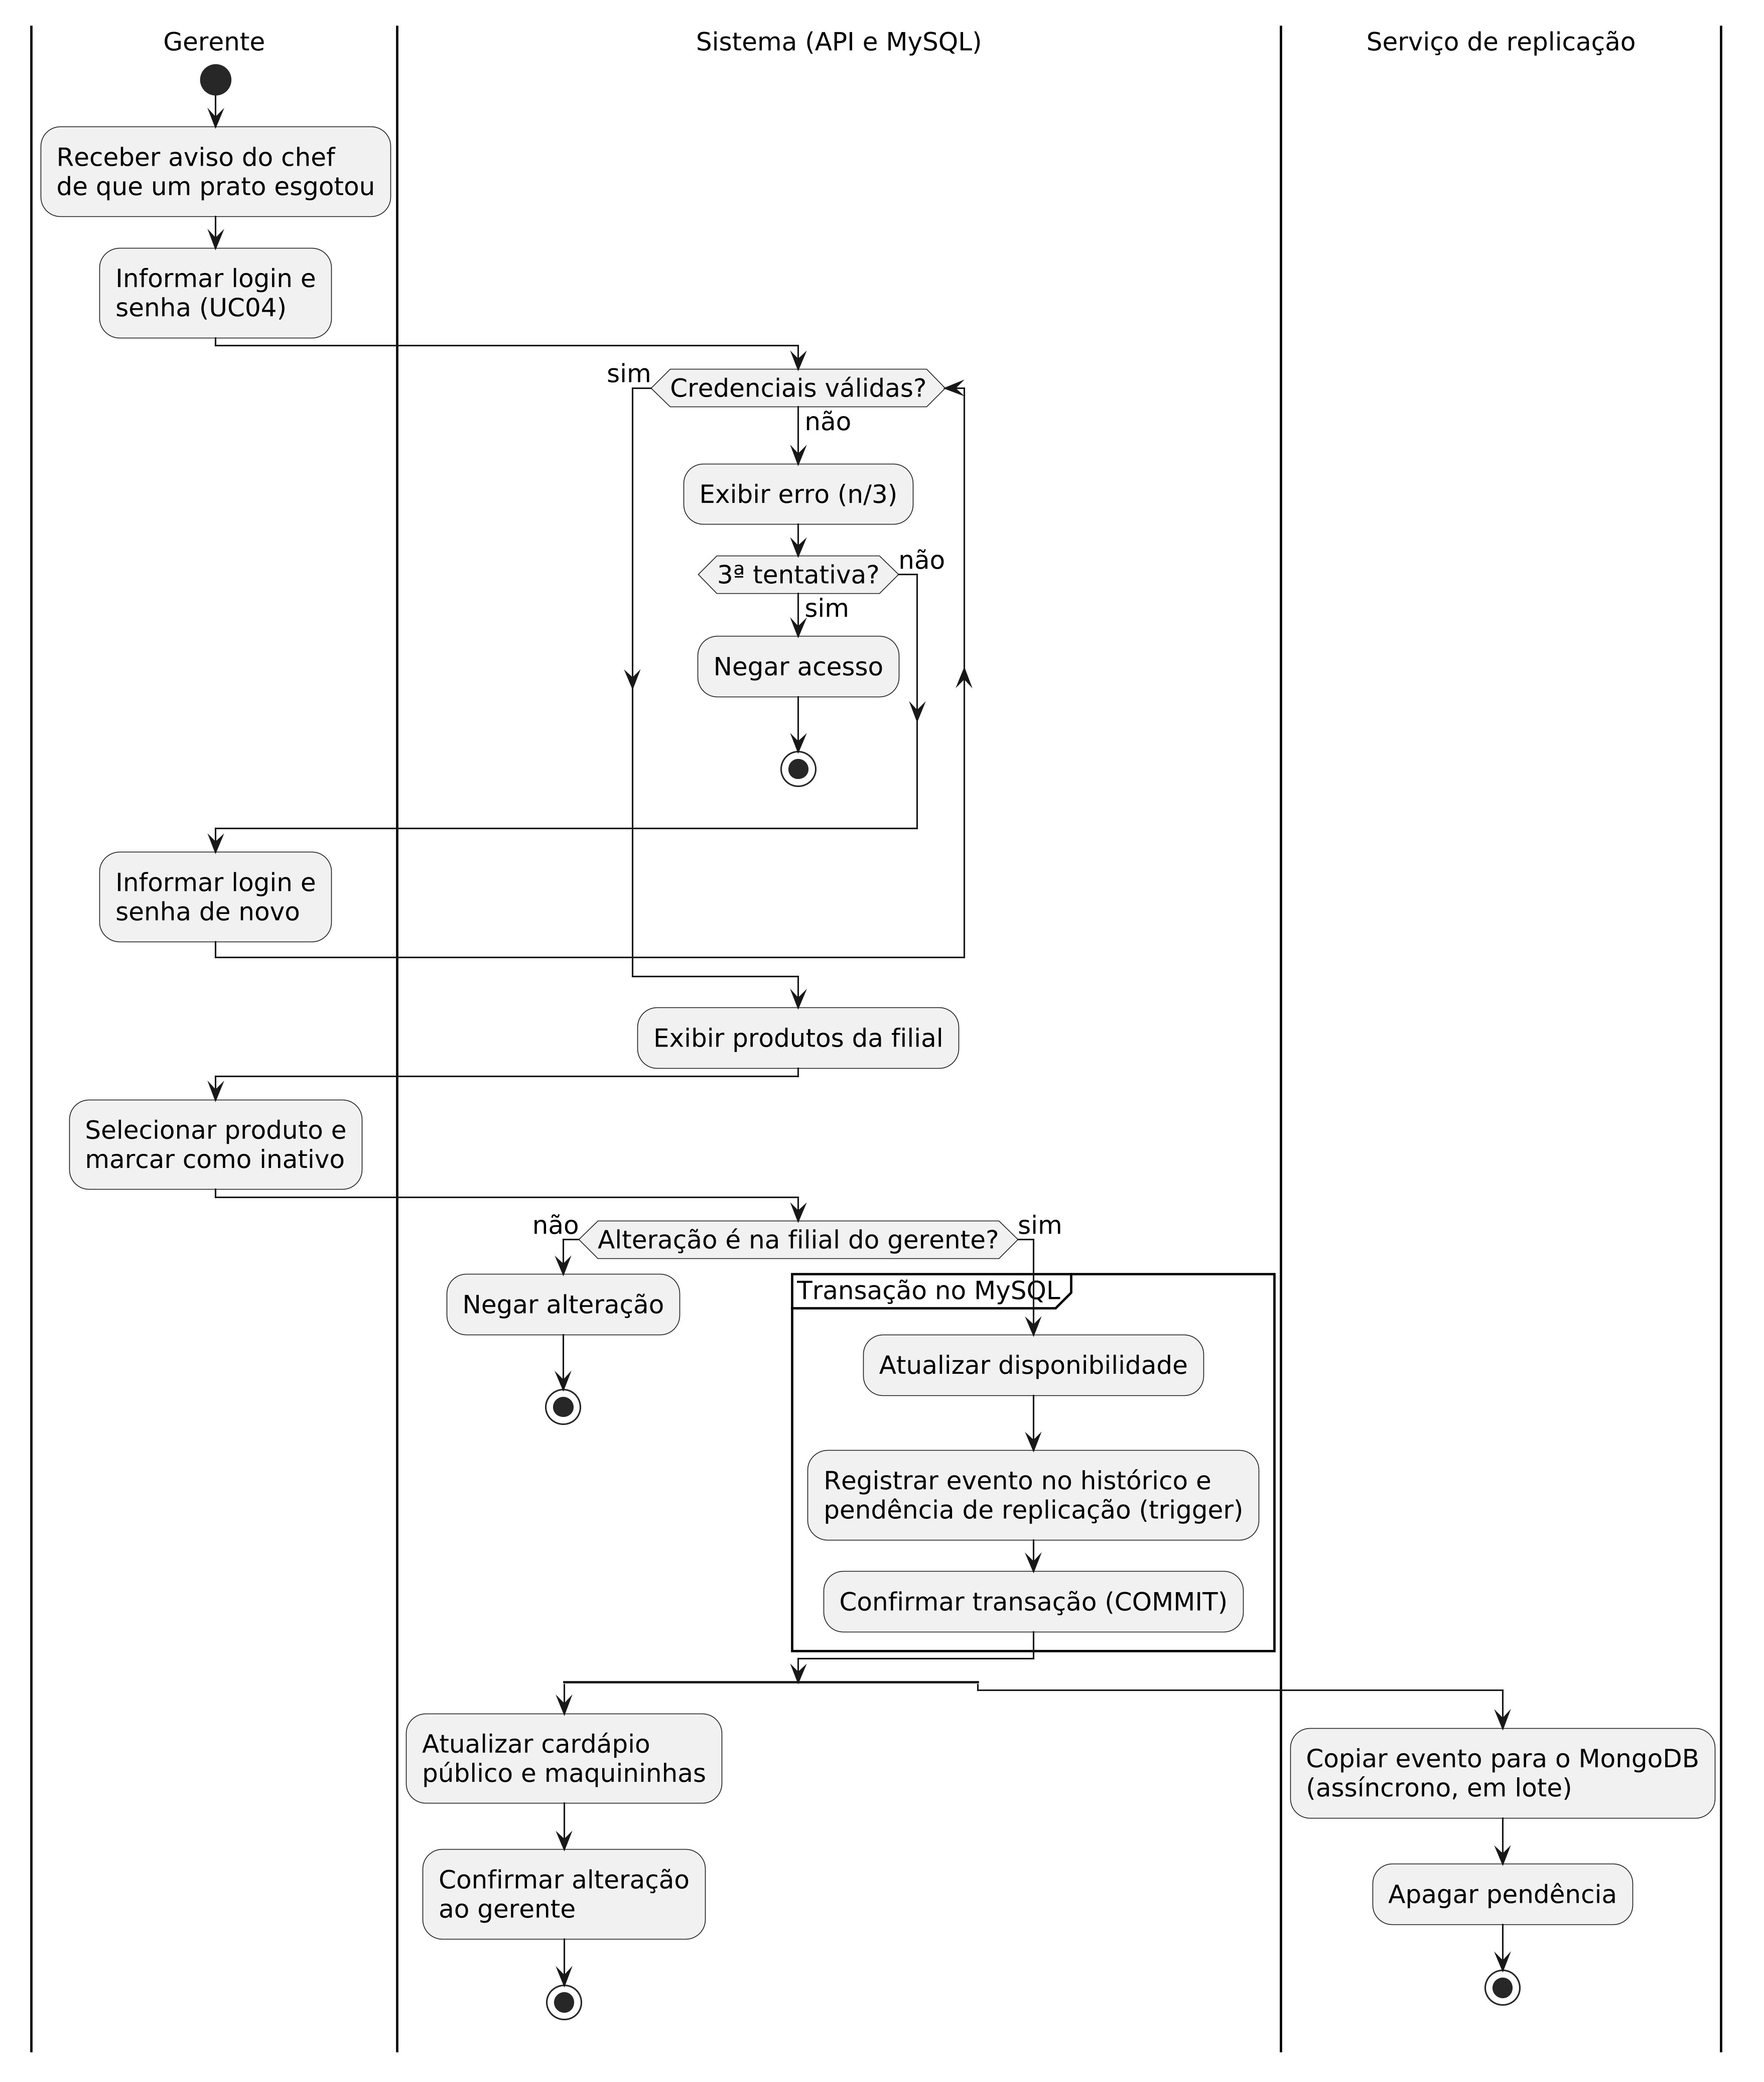 Gerente
Sistema (API e MySQL)
Serviço de replicação
Receber aviso do chef
de que um prato esgotou
Informar login e
senha (UC04)
sim
Credenciais válidas?
não
Exibir erro (n/3)
3ª tentativa?
não
sim
Negar acesso
Informar login e
senha de novo
Exibir produtos da filial
Selecionar produto e
marcar como inativo
não
Alteração é na filial do gerente?
sim
Negar alteração
Transação no MySQL
Atualizar disponibilidade
Registrar evento no histórico e
pendência de replicação (trigger)
Confirmar transação (COMMIT)
Atualizar cardápio
público e maquininhas
Confirmar alteração
ao gerente
Copiar evento para o MongoDB
(assíncrono, em lote)
Apagar pendência